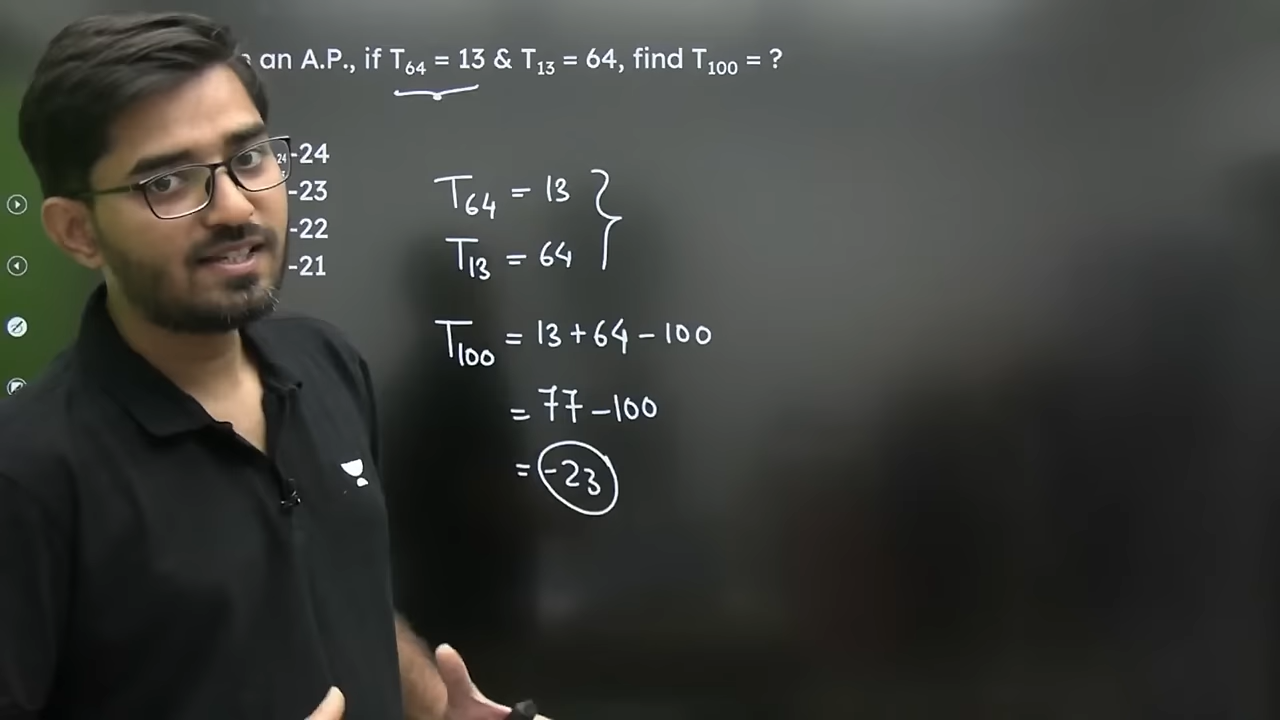 an A.P., if T₆₄ = 13 & T₁₃ = 64, find T₁₀₀ = ?
-24
-23
-22
-21
T₆₄ = 13
T₁₃ = 64
T₁₀₀ = 13 + 64 - 100
= 77 - 100
= -23